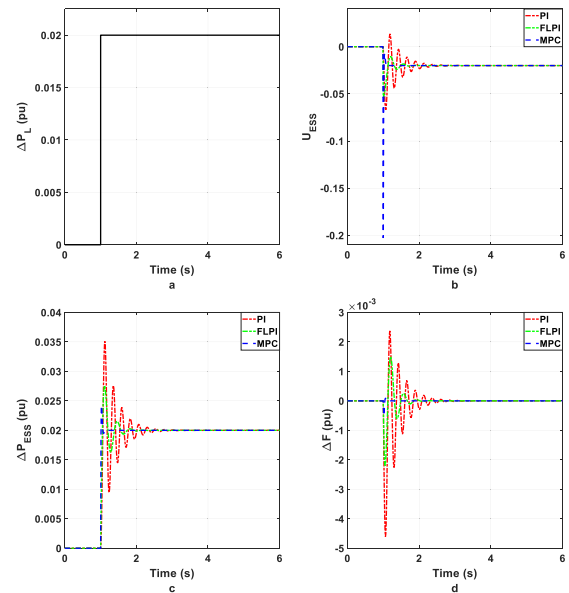 0.02
0.015
0.01
0.005
0
ΔP_L (pu)
0 2 4 6
Time (s)
a
PI
FLPI
MPC
0
-0.05
-0.1
-0.15
-0.2
U_ESS
0 2 4 6
Time (s)
b
PI
FLPI
MPC
0.04
0.035
0.03
0.025
0.02
0.015
0.01
0.005
0
ΔP_ESS (pu)
0 2 4 6
Time (s)
c
×10⁻³
PI
FLPI
MPC
3
2
1
0
-1
-2
-3
-4
-5
ΔF (pu)
0 2 4 6
Time (s)
d